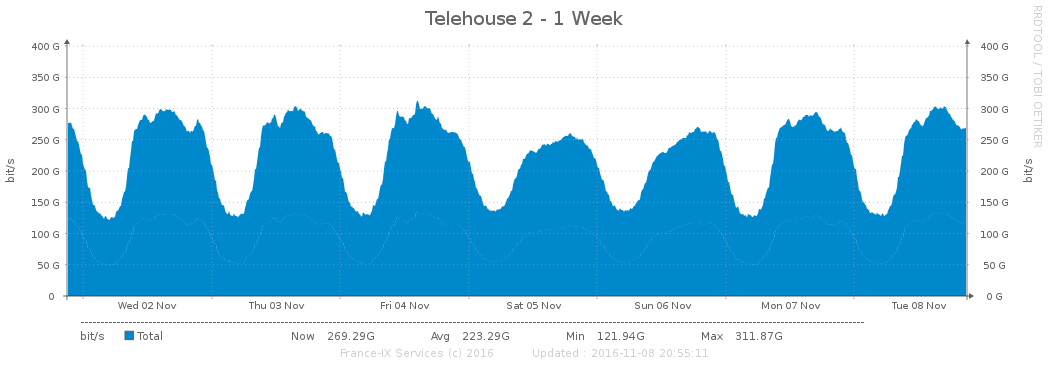 Telehouse 2 - 1 Week
RRDTOOL / TOBI OETIKER
400 G 400 G
350 G 350 G
300 G 300 G
250 G 250 G
200 G 200 G
150 G 150 G
100 G 100 G
50 G 50 G
0 0 G
bit/s
bit/s
Wed 02 Nov Thu 03 Nov Fri 04 Nov Sat 05 Nov Sun 06 Nov Mon 07 Nov Tue 08 Nov
bit/s Total Now 269.29G Avg 223.29G Min 121.94G Max 311.87G
France-IX Services (c) 2016 Updated : 2016-11-08 20:55:11